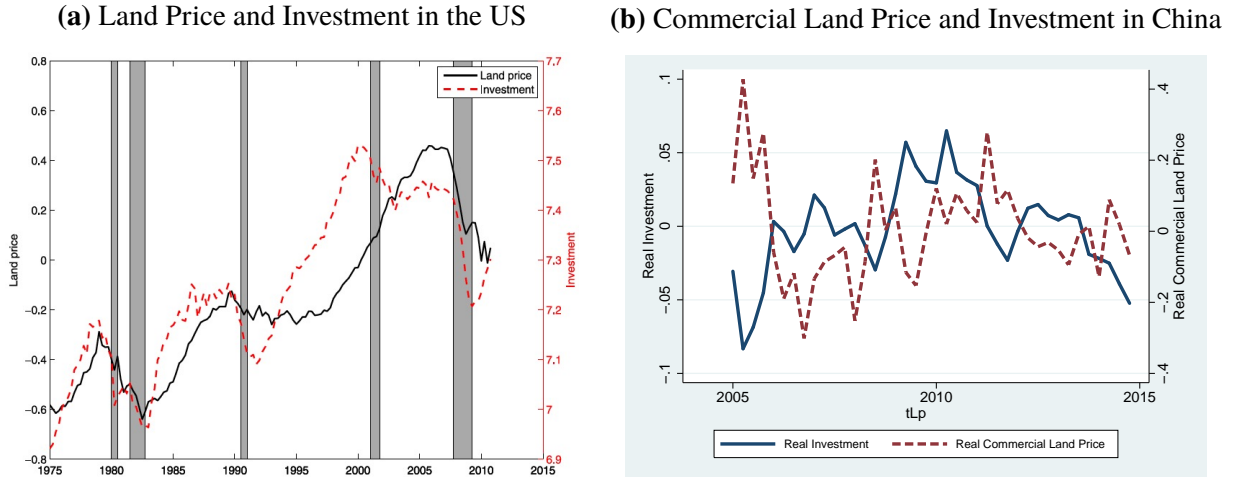 (a) Land Price and Investment in the US
0.8
0.6
0.4
0.2
0
−0.2
−0.4
−0.6
−0.8
Land price
7.7
7.6
7.5
7.4
7.3
7.2
7.1
7
6.9
Investment
Land price
Investment
1975 1980 1985 1990 1995 2000 2005 2010 2015
(b) Commercial Land Price and Investment in China
.1
.05
0
−.05
−.1
Real Investment
.4
.2
0
−.2
−.4
Real Commercial Land Price
2005 2010 2015
tLp
Real Investment Real Commercial Land Price